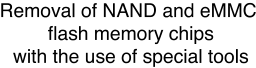 Removal of NAND and eMMC
flash memory chips
with the use of special tools